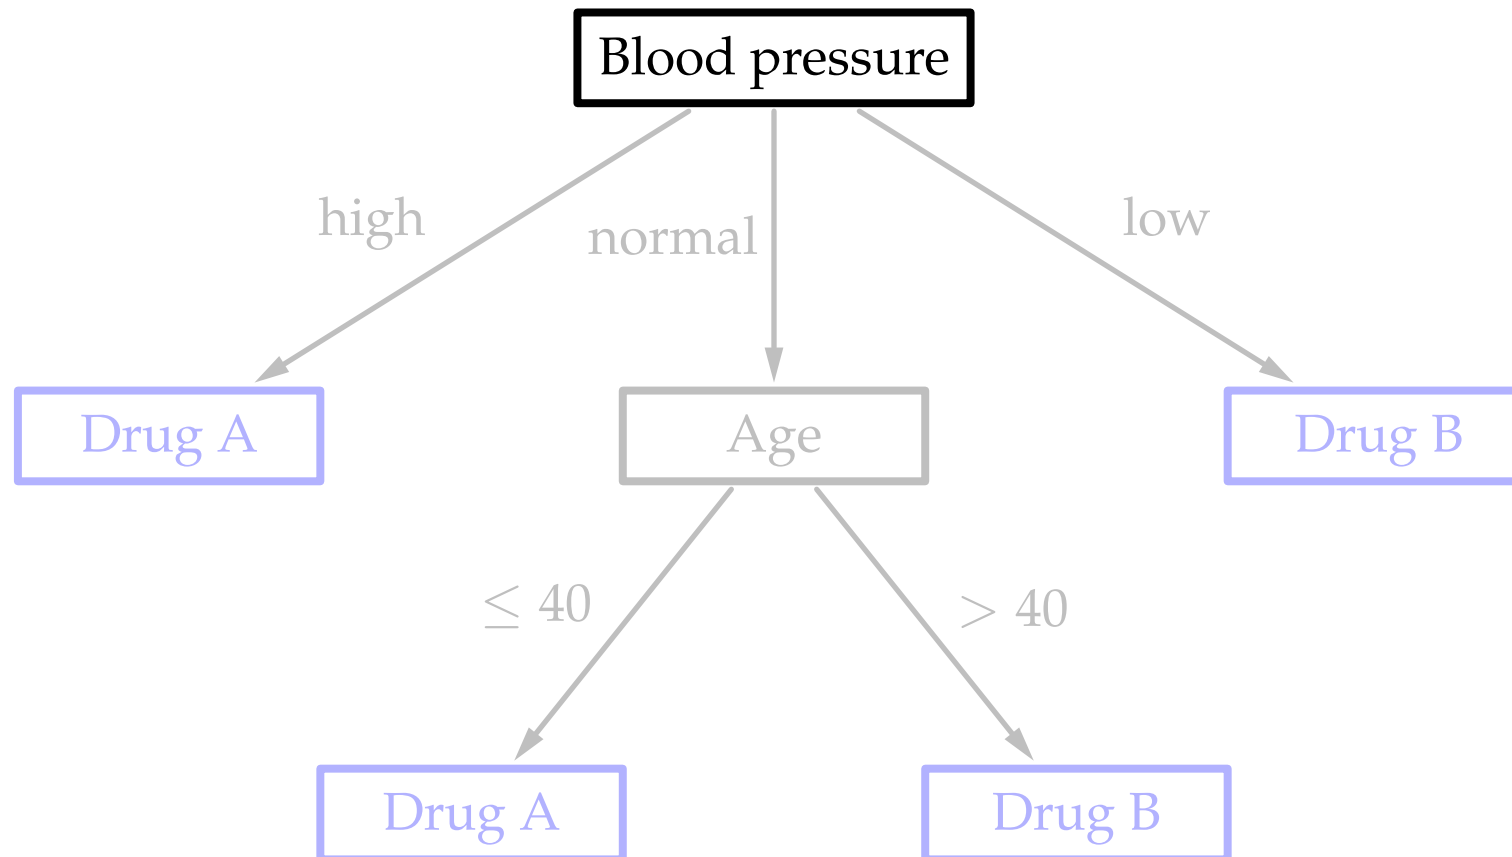 Blood pressure
high
normal
low
Drug A
Age
Drug B
≤ 40
> 40
Drug A
Drug B